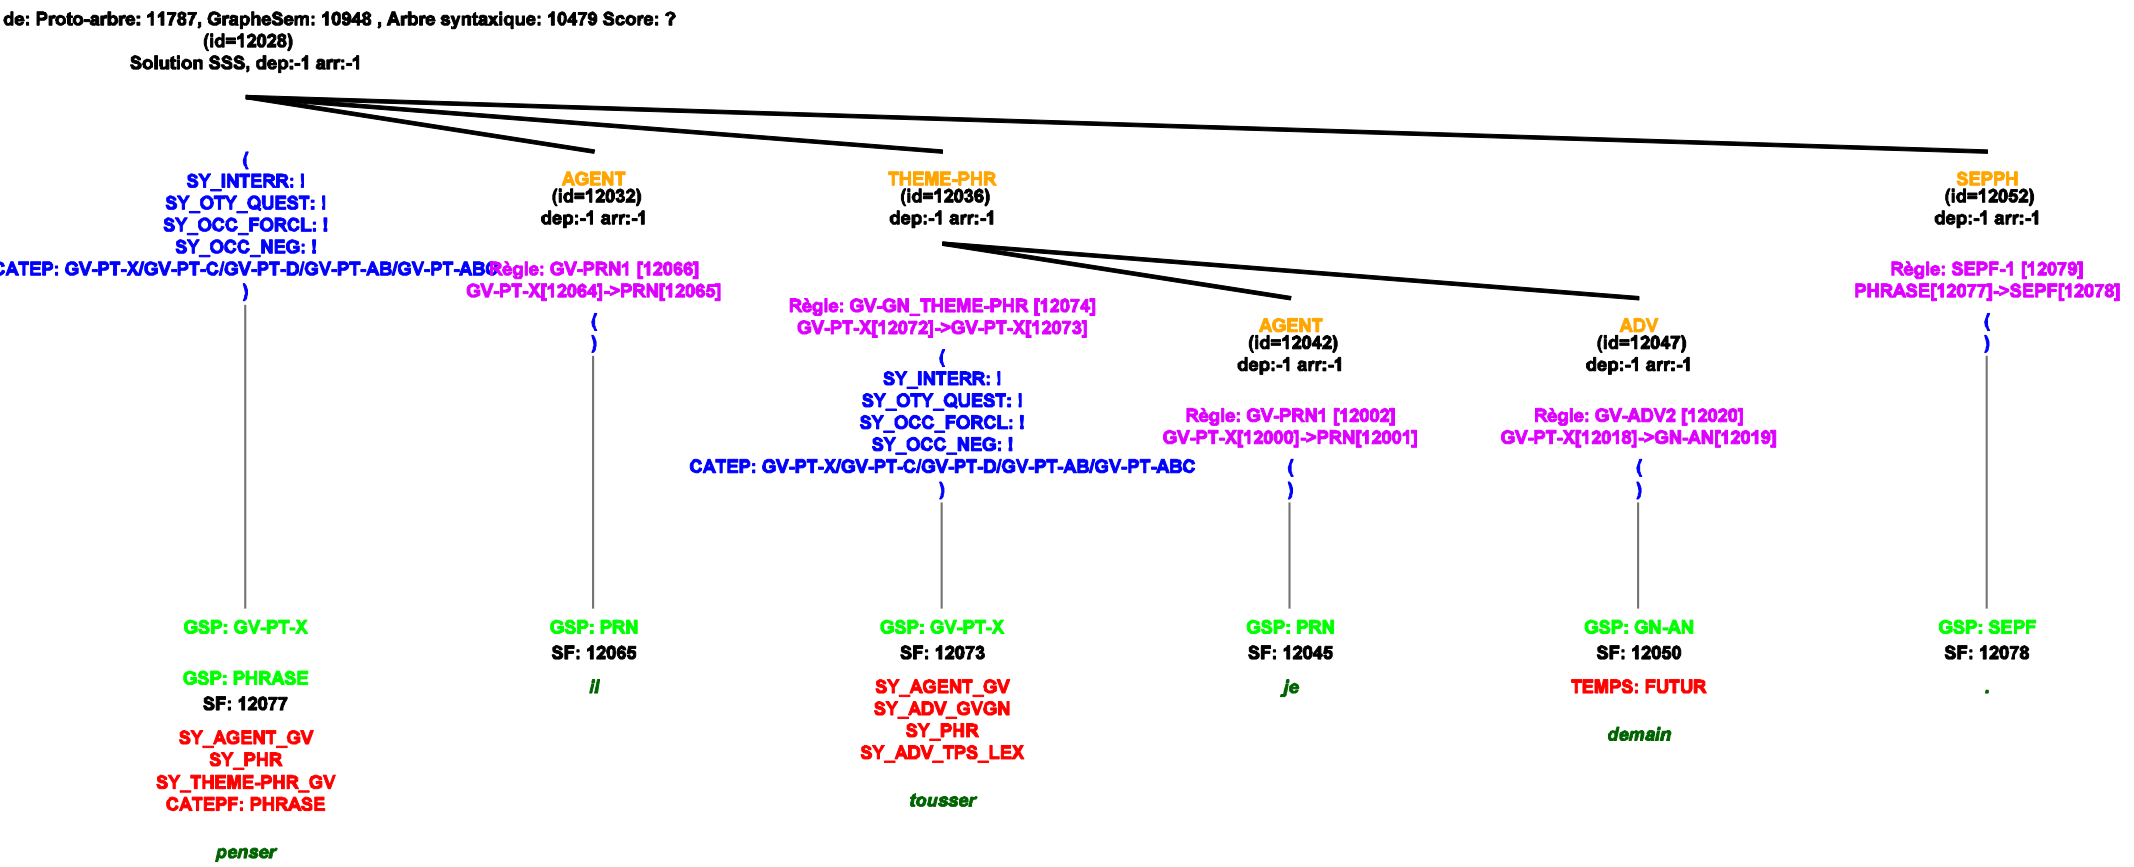 de: Proto-arbre: 11787, GrapheSem: 10948 , Arbre syntaxique: 10479 Score: ?
(id=12028)
Solution SSS, dep:-1 arr:-1
(
SY_INTERR: !
SY_OTY_QUEST: !
SY_OCC_FORCL: !
SY_OCC_NEG: !
CATEP: GV-PT-X/GV-PT-C/GV-PT-D/GV-PT-AB/GV-PT-ABC
)
GSP: GV-PT-X
GSP: PHRASE
SF: 12077
SY_AGENT_GV
SY_PHR
SY_THEME-PHR_GV
CATEPF: PHRASE
penser
AGENT
(id=12032)
dep:-1 arr:-1
Règle: GV-PRN1 [12066]
GV-PT-X[12064]->PRN[12065]
(
)
GSP: PRN
SF: 12065
il
THEME-PHR
(id=12036)
dep:-1 arr:-1
Règle: GV-GN_THEME-PHR [12074]
GV-PT-X[12072]->GV-PT-X[12073]
(
SY_INTERR: !
SY_OTY_QUEST: !
SY_OCC_FORCL: !
SY_OCC_NEG: !
CATEP: GV-PT-X/GV-PT-C/GV-PT-D/GV-PT-AB/GV-PT-ABC
)
GSP: GV-PT-X
SF: 12073
SY_AGENT_GV
SY_ADV_GVGN
SY_PHR
SY_ADV_TPS_LEX
tousser
AGENT
(id=12042)
dep:-1 arr:-1
Règle: GV-PRN1 [12002]
GV-PT-X[12000]->PRN[12001]
(
)
GSP: PRN
SF: 12045
je
ADV
(id=12047)
dep:-1 arr:-1
Règle: GV-ADV2 [12020]
GV-PT-X[12018]->GN-AN[12019]
(
)
GSP: GN-AN
SF: 12050
TEMPS: FUTUR
demain
SEPPH
(id=12052)
dep:-1 arr:-1
Règle: SEPF-1 [12079]
PHRASE[12077]->SEPF[12078]
(
)
GSP: SEPF
SF: 12078
.